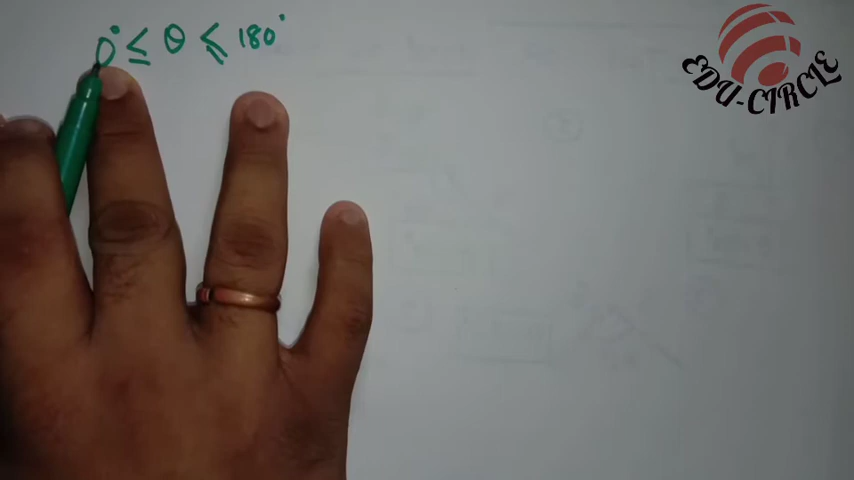 0° ≤ θ ≤ 180°
EDU-CIRCLE